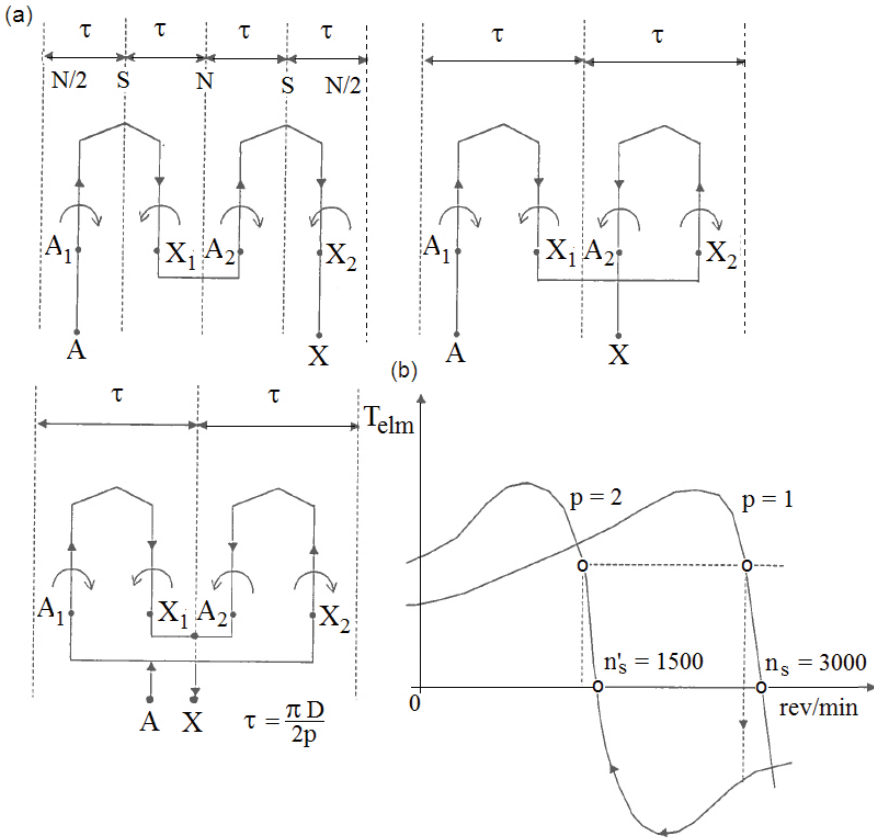 (a)
τ τ τ τ
N/2 S N S N/2
A₁ X₁ A₂ X₂
A X
τ τ
A₁ X₁ A₂ X₂
A X
τ τ
A₁ X₁ A₂ X₂
A X τ = π D / 2p
(b)
Tₑₗₘ
p = 2 p = 1
n'ₛ = 1500 nₛ = 3000
0 rev/min